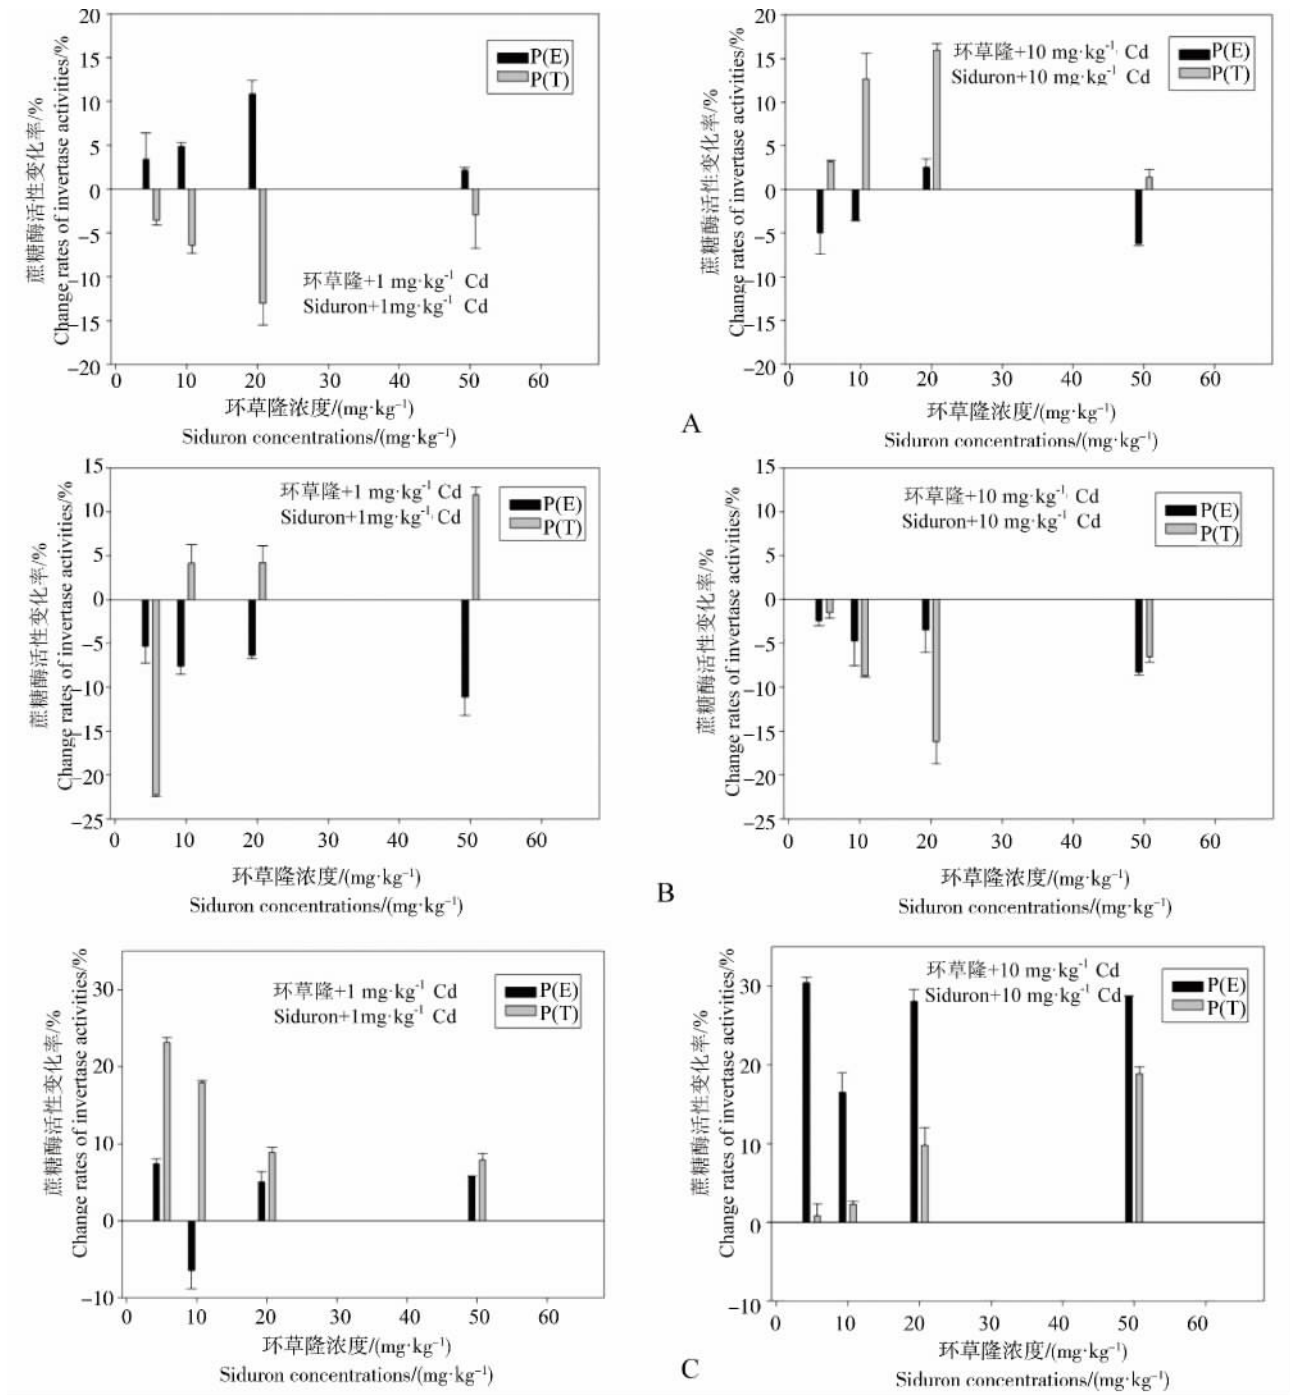 蔗糖酶活性变化率/%
Change rates of invertase activities/%
20
15
10
5
0
−5
−10
−15
−20
P(E)
P(T)
环草隆+1 mg·kg⁻¹ Cd
Siduron+1mg·kg⁻¹ Cd
0 10 20 30 40 50 60
环草隆浓度/(mg·kg⁻¹)
Siduron concentrations/(mg·kg⁻¹)
蔗糖酶活性变化率/%
Change rates of invertase activities/%
20
15
10
5
0
−5
−10
−15
−20
环草隆+10 mg·kg⁻¹ Cd
Siduron+10 mg·kg⁻¹ Cd
P(E)
P(T)
0 10 20 30 40 50 60
环草隆浓度/(mg·kg⁻¹)
Siduron concentrations/(mg·kg⁻¹)
A
蔗糖酶活性变化率/%
Change rates of invertase activities/%
15
10
5
0
−5
−10
−15
−20
−25
环草隆+1 mg·kg⁻¹ Cd
Siduron+1mg·kg⁻¹ Cd
P(E)
P(T)
0 10 20 30 40 50 60
环草隆浓度/(mg·kg⁻¹)
Siduron concentrations/(mg·kg⁻¹)
蔗糖酶活性变化率/%
Change rates of invertase activities/%
15
10
5
0
−5
−10
−15
−20
−25
环草隆+10 mg·kg⁻¹ Cd
Siduron+10 mg·kg⁻¹ Cd
P(E)
P(T)
0 10 20 30 40 50 60
环草隆浓度/(mg·kg⁻¹)
Siduron concentrations/(mg·kg⁻¹)
B
蔗糖酶活性变化率/%
Change rates of invertase activities/%
30
20
10
0
−10
环草隆+1 mg·kg⁻¹ Cd
Siduron+1mg·kg⁻¹ Cd
P(E)
P(T)
0 10 20 30 40 50 60
环草隆浓度/(mg·kg⁻¹)
Siduron concentrations/(mg·kg⁻¹)
蔗糖酶活性变化率/%
Change rates of invertase activities/%
30
20
10
0
−10
环草隆+10 mg·kg⁻¹ Cd
Siduron+10 mg·kg⁻¹ Cd
P(E)
P(T)
0 10 20 30 40 50 60
环草隆浓度/(mg·kg⁻¹)
Siduron concentrations/(mg·kg⁻¹)
C